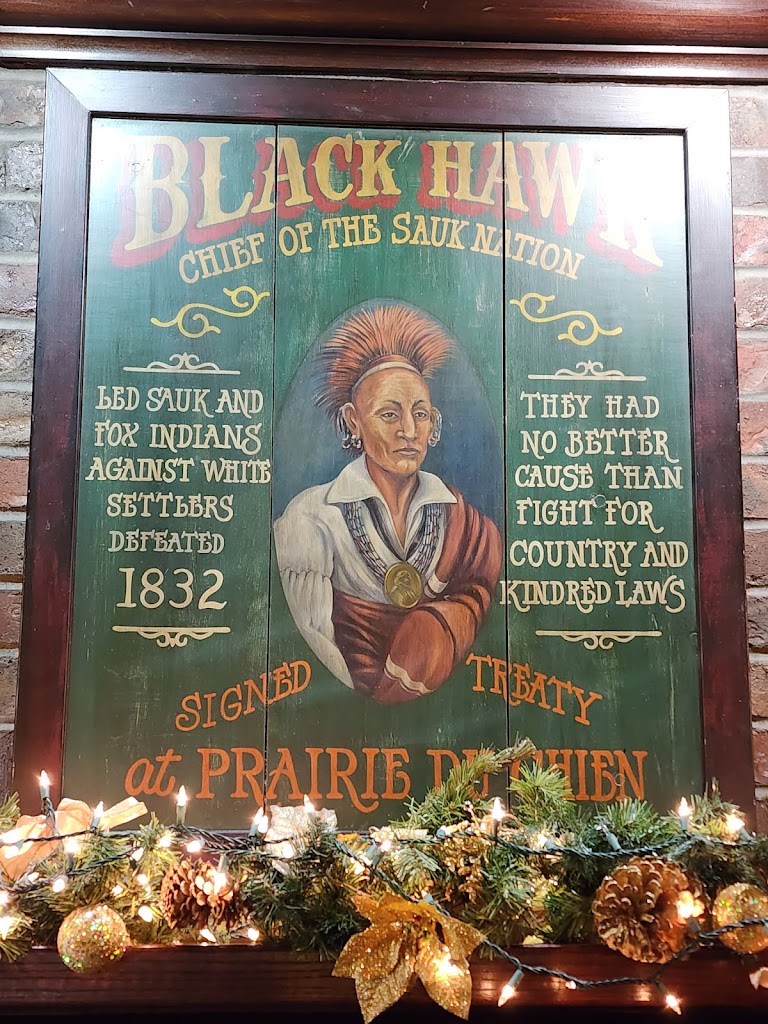 BLACK HAWK
CHIEF OF THE SAUK NATION
LED SAUK AND
FOX INDIANS
AGAINST WHITE
SETTLERS
DEFEATED
1832
THEY HAD
NO BETTER
CAUSE THAN
FIGHT FOR
COUNTRY AND
KINDRED LAWS
SIGNED TREATY
at PRAIRIE DU CHIEN